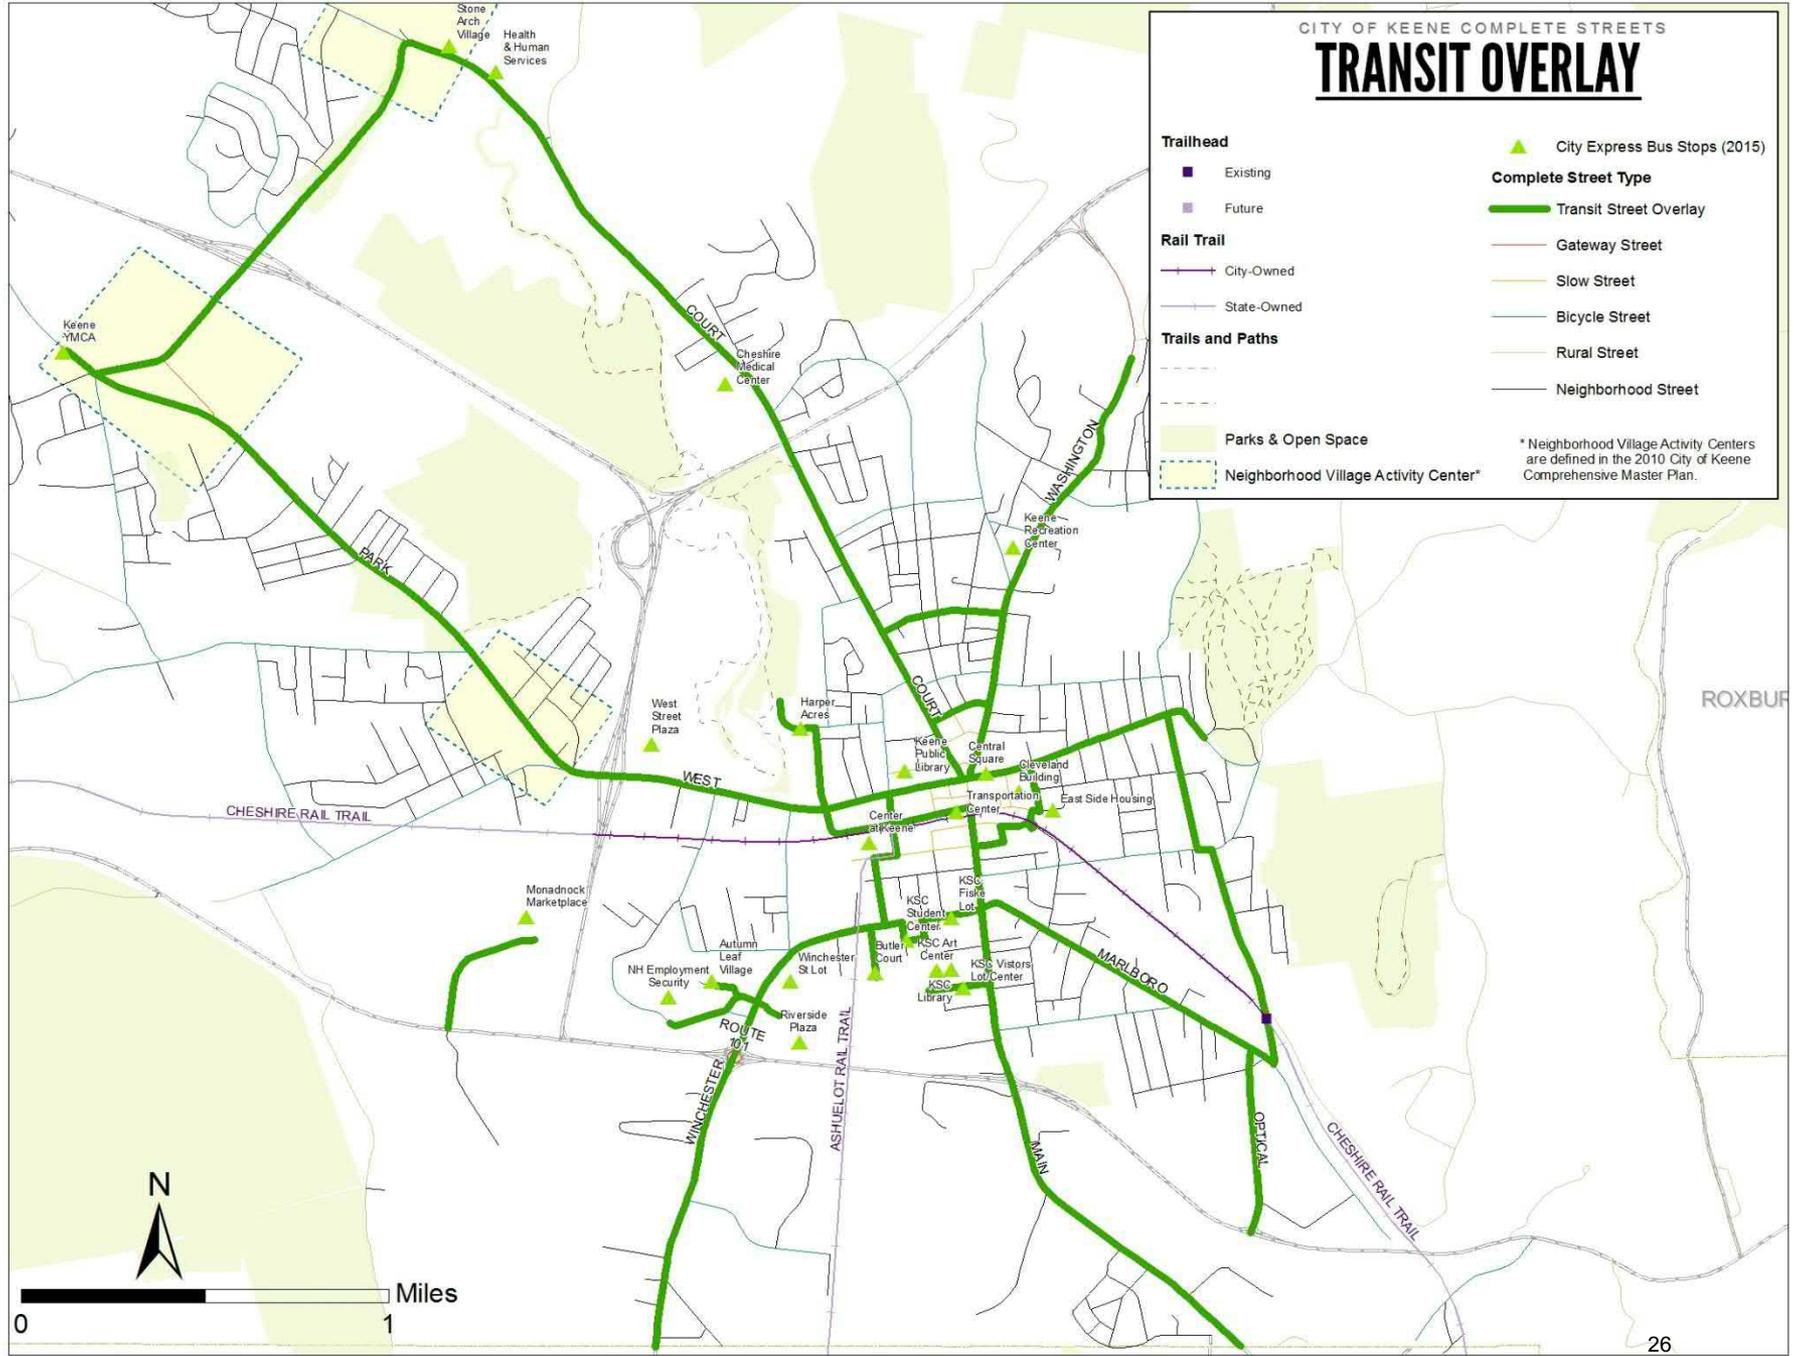 CITY OF KEENE COMPLETE STREETS
TRANSIT OVERLAY
Trailhead
Existing
Future
Rail Trail
City-Owned
State-Owned
Trails and Paths
Parks & Open Space
Neighborhood Village Activity Center*
City Express Bus Stops (2015)
Complete Street Type
Transit Street Overlay
Gateway Street
Slow Street
Bicycle Street
Rural Street
Neighborhood Street
* Neighborhood Village Activity Centers
are defined in the 2010 City of Keene
Comprehensive Master Plan.
Stone
Arch
Village
Health
& Human
Services
Keene
YMCA
COURT
Cheshire
Medical
Center
WASHINGTON
Keene
Recreation
Center
PARK
COURT
ROXBUR
West
Street
Plaza
Harper
Acres
Keene
Public
Library
Central
Square
Cleveland
Building
WEST
Transportation
Center
East Side Housing
CHESHIRE RAIL TRAIL
Center
at Keene
Monadnock
Marketplace
KSC
Fiske
Lot
KSC
Student
Center
Autumn
Leaf
Village
Butler
Court
KSC Art
Center
NH Employment
Security
Winchester
St Lot
KSC Vistors
Lot/Center
KSC
Library
MARLBORO
Riverside
Plaza
ROUTE
101
WINCHESTER
ASHUELOT RAIL TRAIL
MAIN
OPTICAL
CHESHIRE RAIL TRAIL
N
Miles
0
1
26